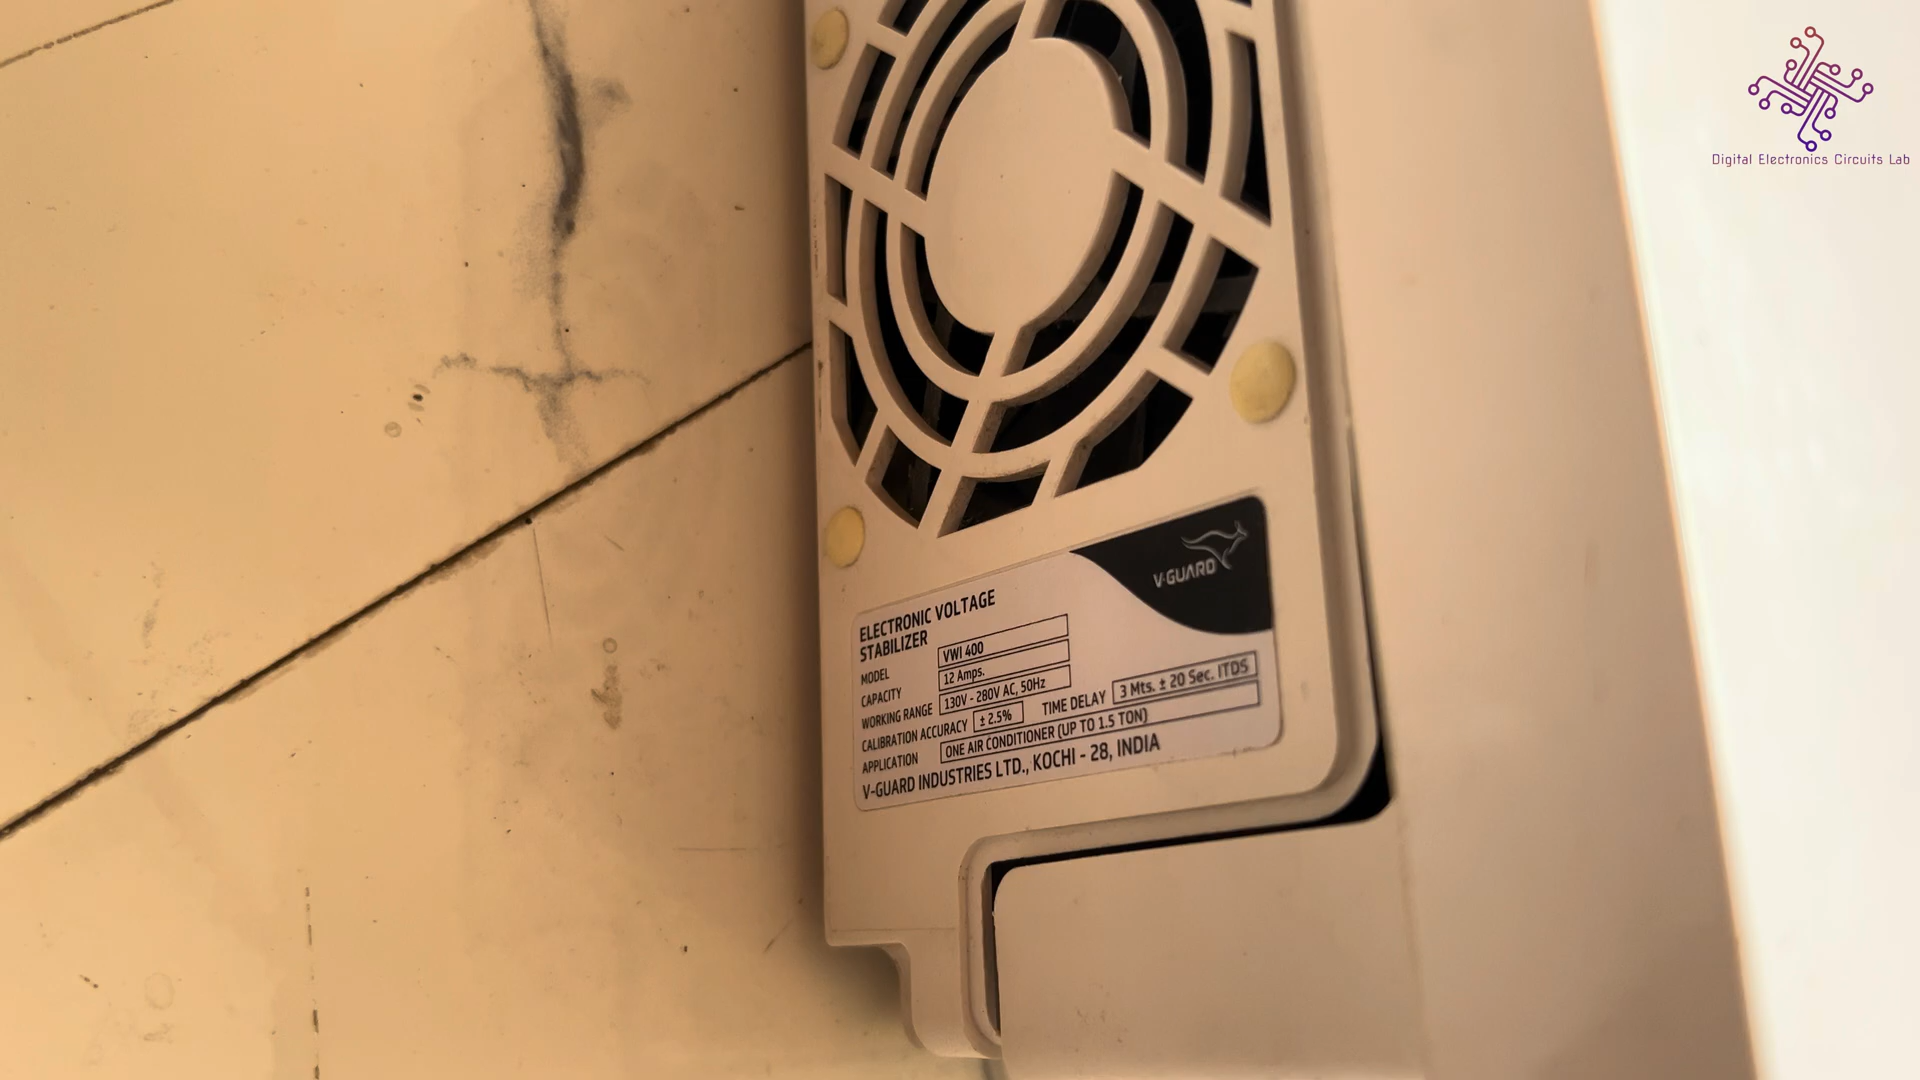 Digital Electronics Circuits Lab
V-GUARD
ELECTRONIC VOLTAGE
STABILIZER
MODEL VWI 400
CAPACITY 12 Amps.
WORKING RANGE 130V - 280V AC, 50Hz
CALIBRATION ACCURACY ± 2.5% TIME DELAY 3 Mts. ± 20 Sec. ITDS
APPLICATION ONE AIR CONDITIONER (UP TO 1.5 TON)
V-GUARD INDUSTRIES LTD., KOCHI - 28, INDIA